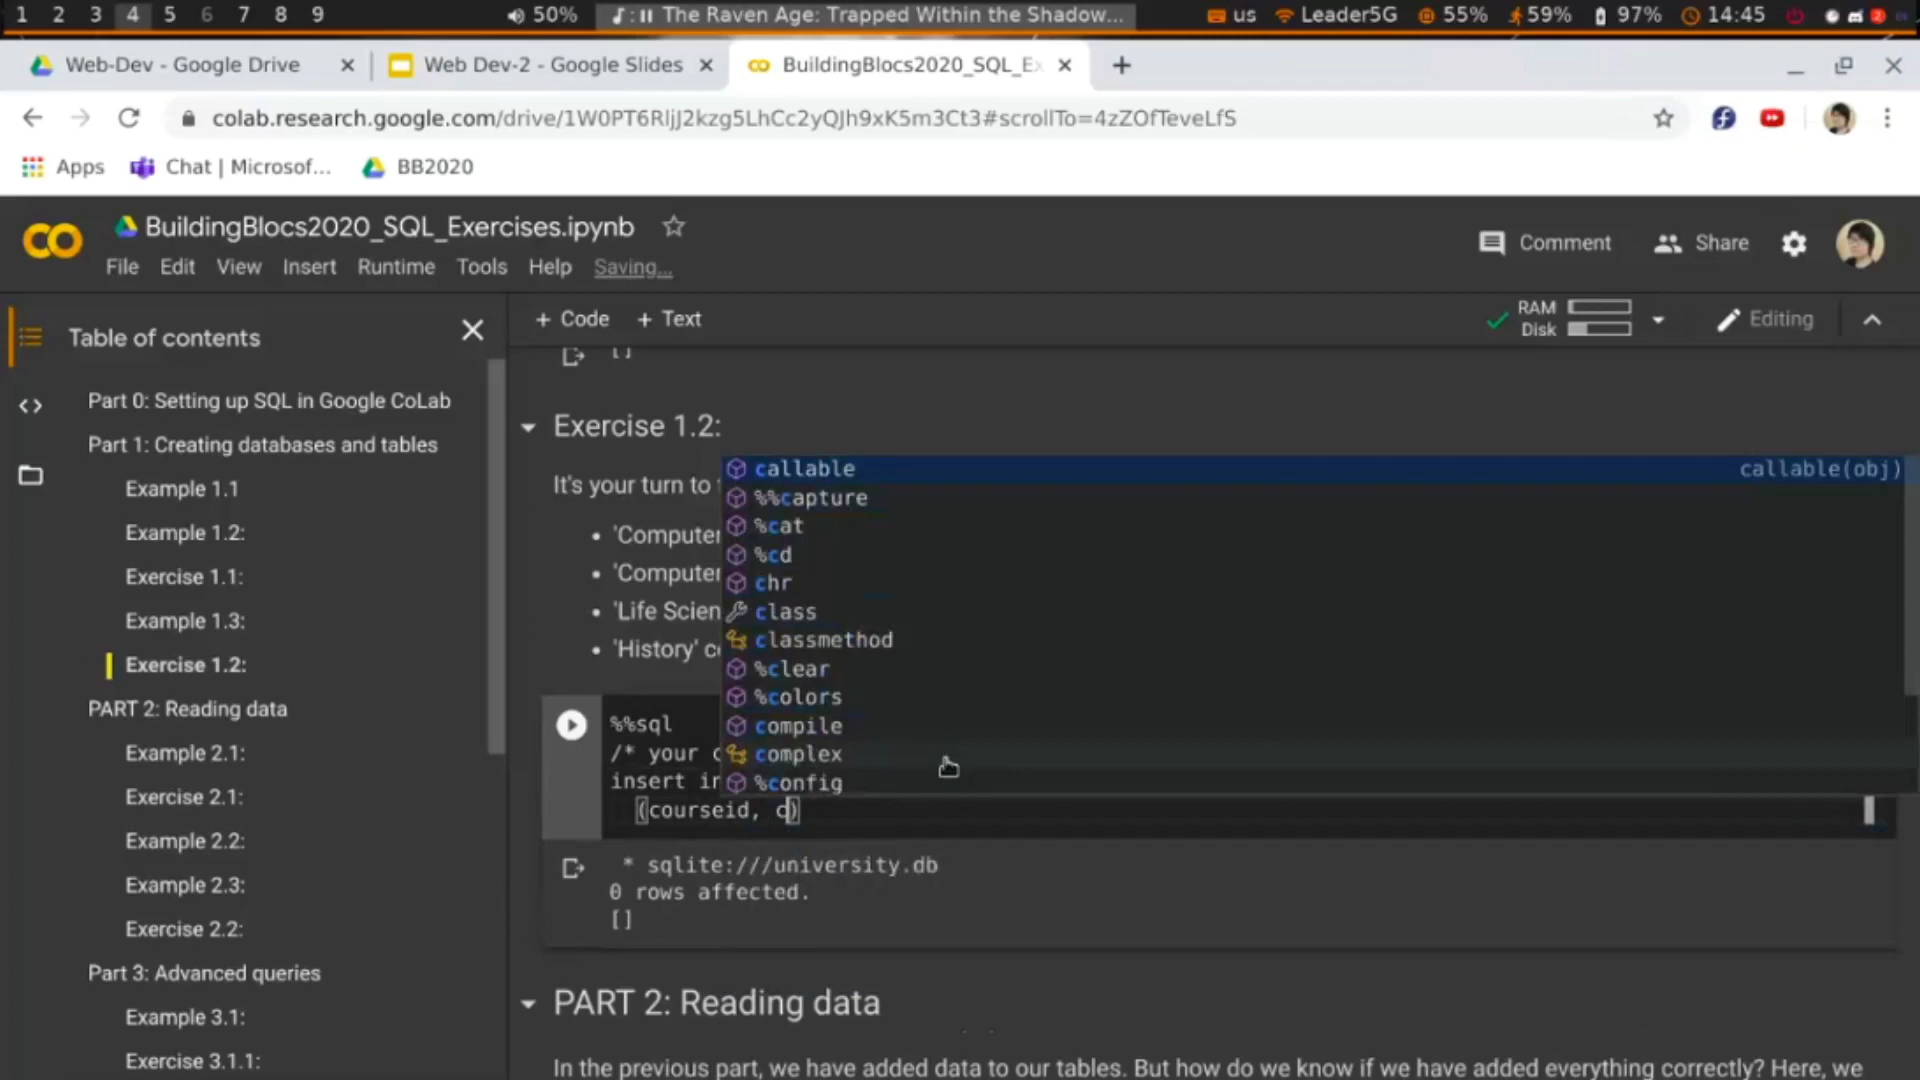 1 2 3 4 5 6 7 8 9 50% The Raven Age: Trapped Within the Shadow... us Leader5G 55% 59% 97% 14:45
Web-Dev - Google Drive Web Dev-2 - Google Slides BuildingBlocs2020_SQL_Ex
colab.research.google.com/drive/1W0PT6RljJ2kzg5LhCc2yQJh9xK5m3Ct3#scrollTo=4zZOfTeveLfS
Apps Chat | Microsof... BB2020
BuildingBlocs2020_SQL_Exercises.ipynb
Comment Share
File Edit View Insert Runtime Tools Help Saving...
Table of contents
+ Code + Text
RAM
Disk
Editing
Part 0: Setting up SQL in Google CoLab
Part 1: Creating databases and tables
Example 1.1
Example 1.2:
Exercise 1.1:
Example 1.3:
Exercise 1.2:
PART 2: Reading data
Example 2.1:
Exercise 2.1:
Example 2.2:
Example 2.3:
Exercise 2.2:
Part 3: Advanced queries
Example 3.1:
Exercise 3.1.1:
[]
Exercise 1.2:
It's your turn to
• 'Computer
• 'Computer
• 'Life Scien
• 'History' c
callable callable(obj)
%%capture
%cat
%cd
chr
class
classmethod
%clear
%colors
compile
complex
%config
%%sql
/* your c
insert in
(courseid, c)
* sqlite:///university.db
0 rows affected.
[]
PART 2: Reading data
In the previous part, we have added data to our tables. But how do we know if we have added everything correctly? Here, we